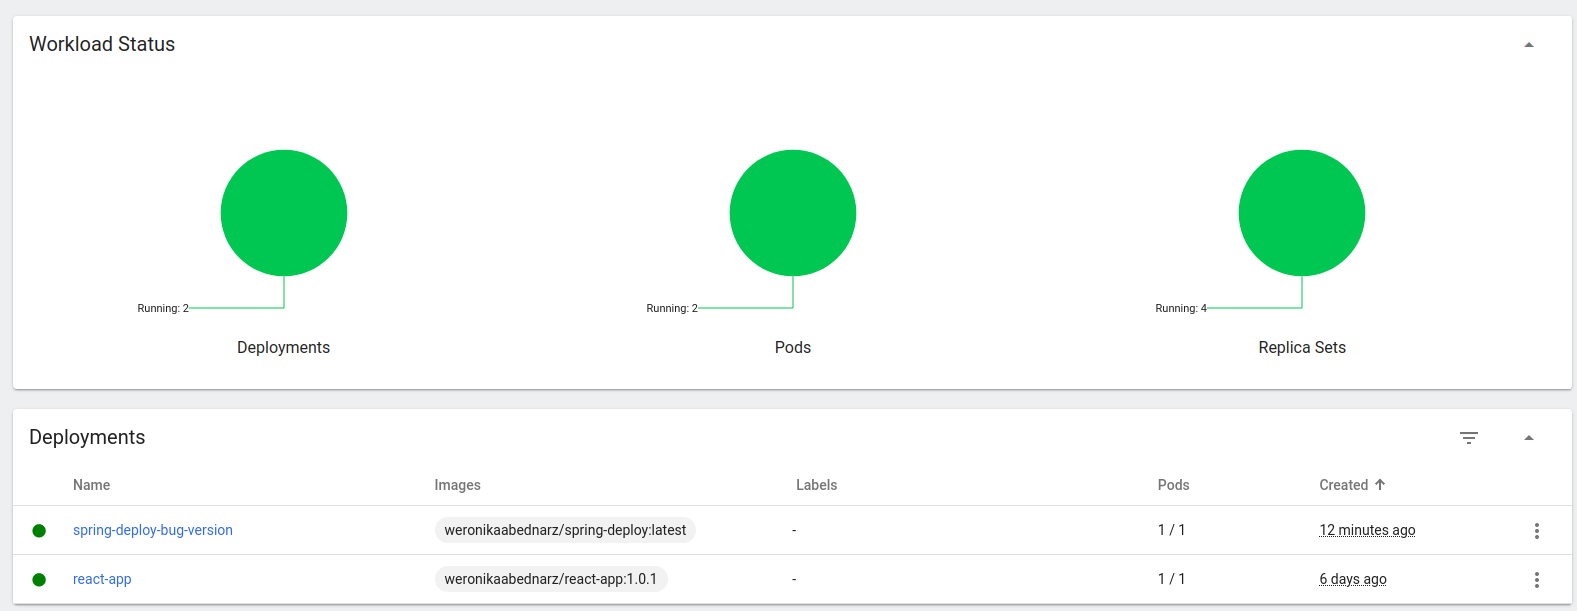 Workload Status
Running: 2
Running: 2
Running: 4
Deployments
Pods
Replica Sets
Deployments
Name Images Labels Pods Created
spring-deploy-bug-version weronikaabednarz/spring-deploy:latest - 1 / 1 12 minutes ago
react-app weronikaabednarz/react-app:1.0.1 - 1 / 1 6 days ago